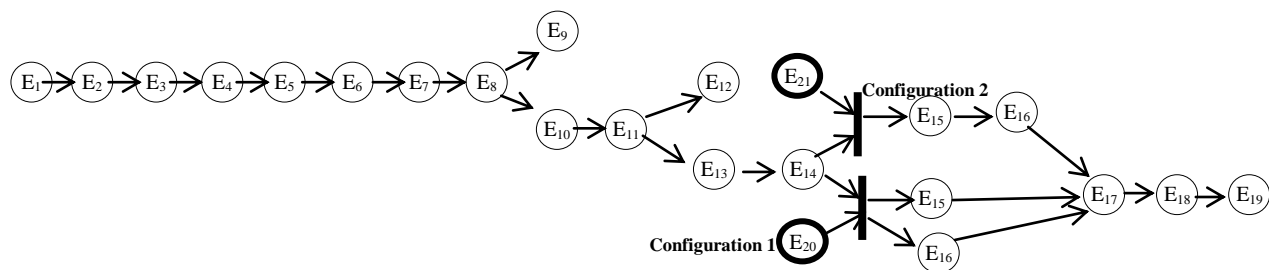 E9
E1 E2 E3 E4 E5 E6 E7 E8 E12 E21
Configuration 2
E10 E11 E15 E16
E13 E14
E15 E17 E18 E19
Configuration 1 E20 E16